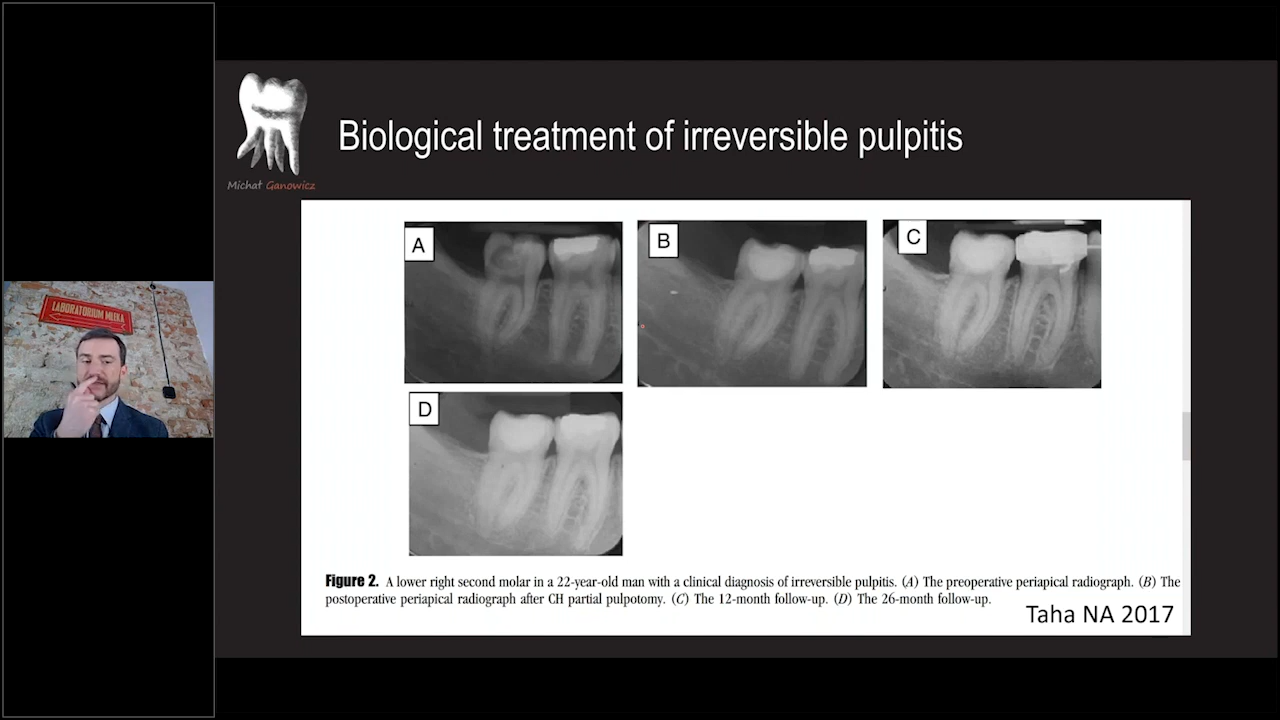 Biological treatment of irreversible pulpitis
Michał Ganowicz
A
B
C
D
LABORATORIUM MLEKA
Figure 2. A lower right second molar in a 22-year-old man with a clinical diagnosis of irreversible pulpitis. (A) The preoperative periapical radiograph. (B) The
postoperative periapical radiograph after CH partial pulpotomy. (C) The 12-month follow-up. (D) The 26-month follow-up.
Taha NA 2017